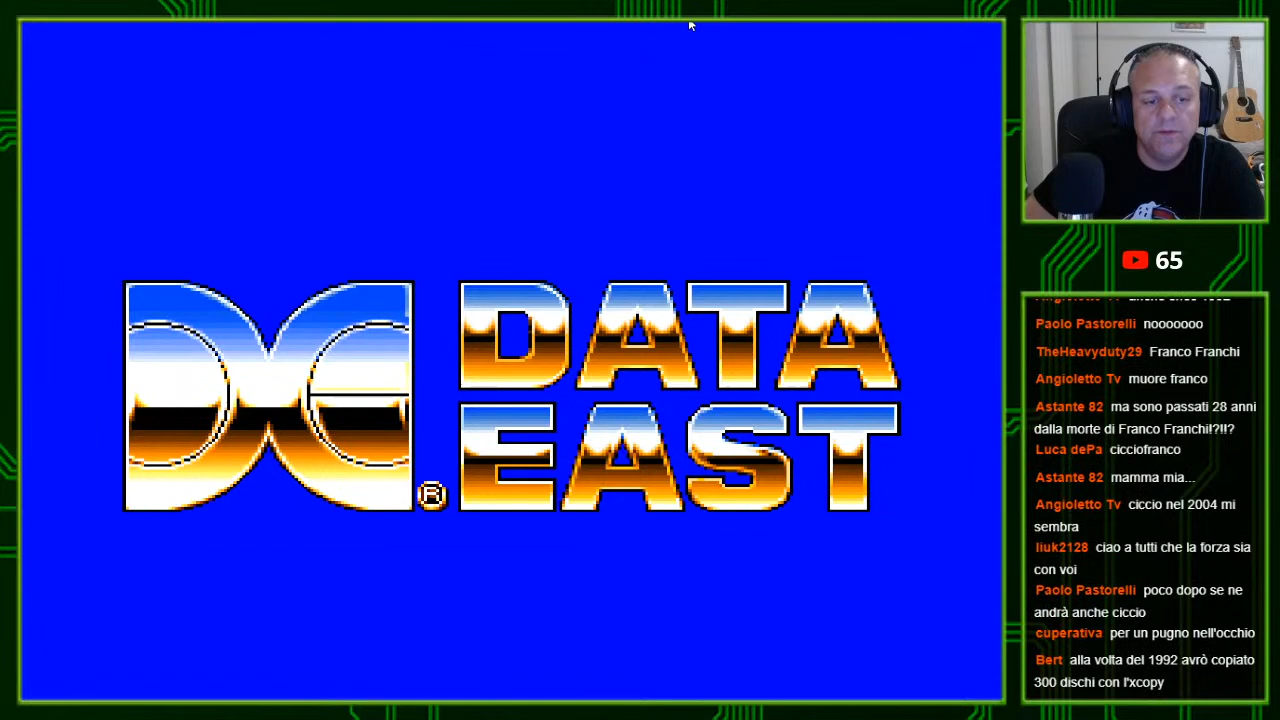 DATA
EAST
®
65
Paolo Pastorelli nooooooo
TheHeavyduty29 Franco Franchi
Angioletto Tv muore franco
Astante 82 ma sono passati 28 anni
dalla morte di Franco Franchi!?!!?
Luca dePa cicciofranco
Astante 82 mamma mia...
Angioletto Tv ciccio nel 2004 mi
sembra
liuk2128 ciao a tutti che la forza sia
con voi
Paolo Pastorelli poco dopo se ne
andrà anche ciccio
cuperativa per un pugno nell'occhio
Bert alla volta del 1992 avrò copiato
300 dischi con l'xcopy